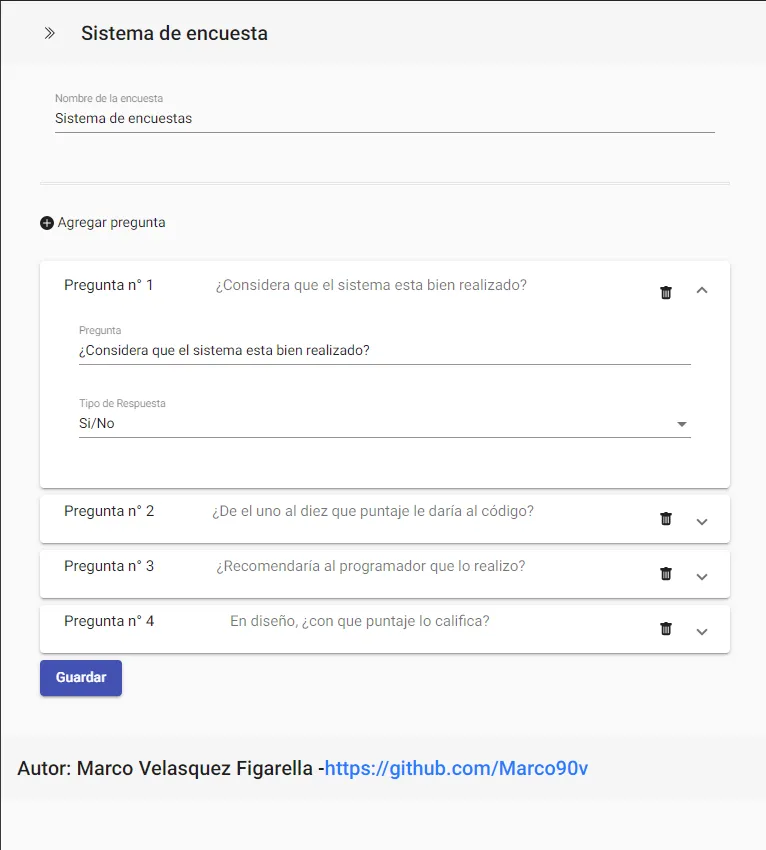 Sistema de encuesta
Nombre de la encuesta
Sistema de encuestas
Agregar pregunta
Pregunta n° 1 ¿Considera que el sistema esta bien realizado?
Pregunta
¿Considera que el sistema esta bien realizado?
Tipo de Respuesta
Si/No
Pregunta n° 2 ¿De el uno al diez que puntaje le daría al código?
Pregunta n° 3 ¿Recomendaría al programador que lo realizo?
Pregunta n° 4 En diseño, ¿con que puntaje lo califica?
Guardar
Autor: Marco Velasquez Figarella -https://github.com/Marco90v